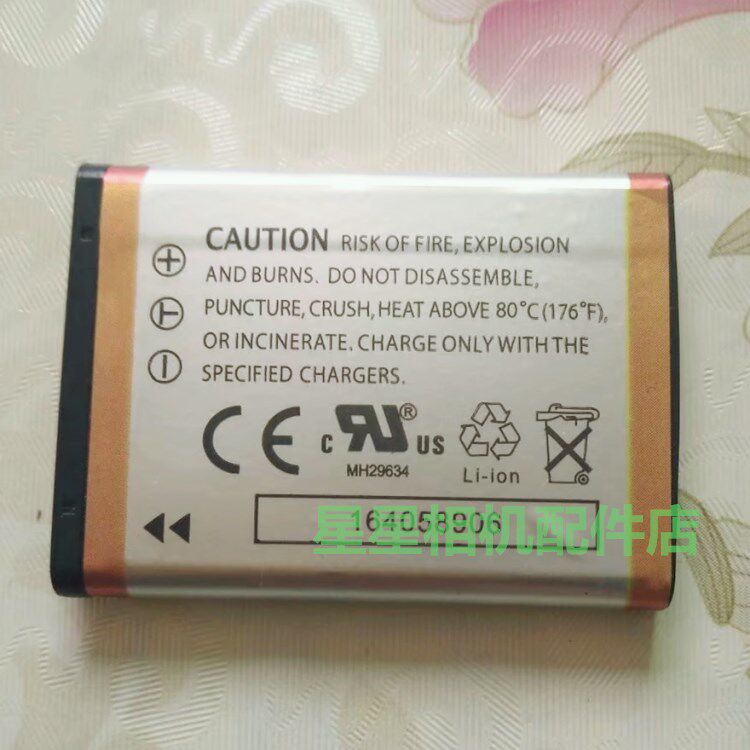 CAUTION RISK OF FIRE, EXPLOSION
AND BURNS. DO NOT DISASSEMBLE,
PUNCTURE, CRUSH, HEAT ABOVE 80°C (176°F),
OR INCINERATE. CHARGE ONLY WITH THE
SPECIFIED CHARGERS.
+
T
−
CE
c RU® US
MH29634
Li-ion
164058906
星星相机配件店